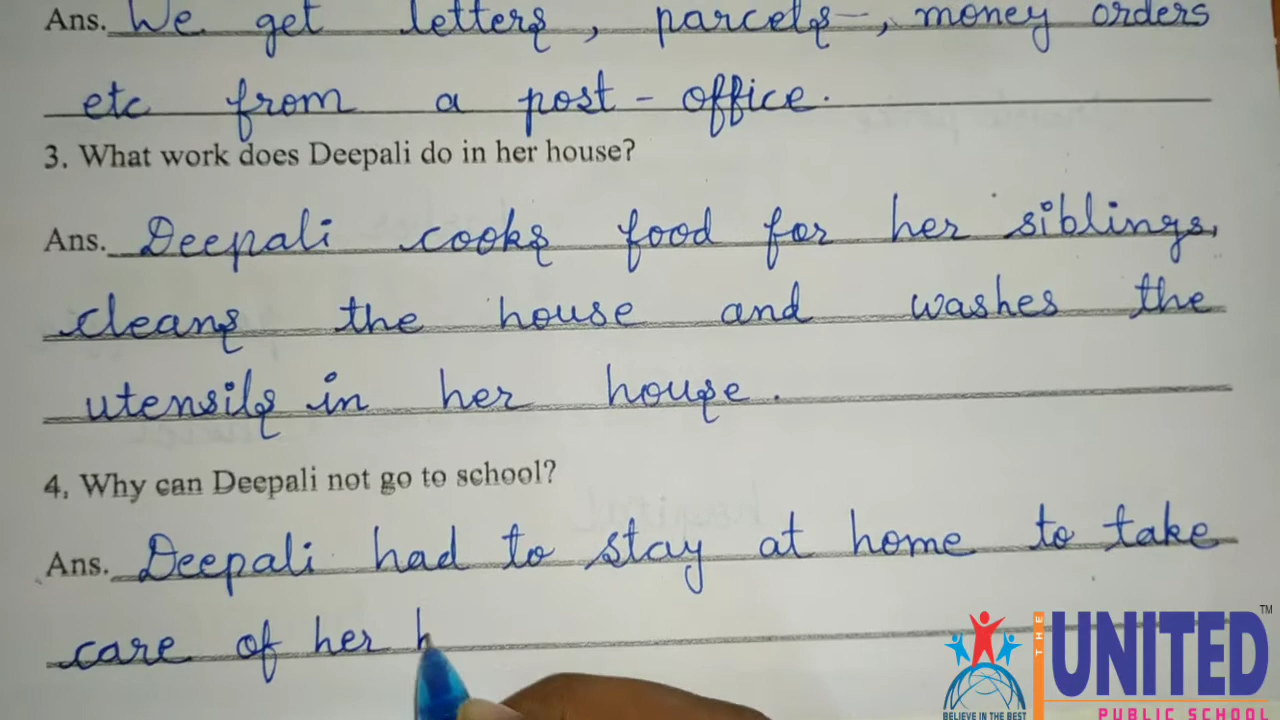 Ans. We get letters, parcels, money orders
etc from a post-office.
3. What work does Deepali do in her house?
Ans. Deepali cooks food for her siblings,
cleans the house and washes the
utensils in her house.
4. Why can Deepali not go to school?
Ans. Deepali had to stay at home to take
care of her h
THE UNITED TM
PUBLIC SCHOOL
BELIEVE IN THE BEST